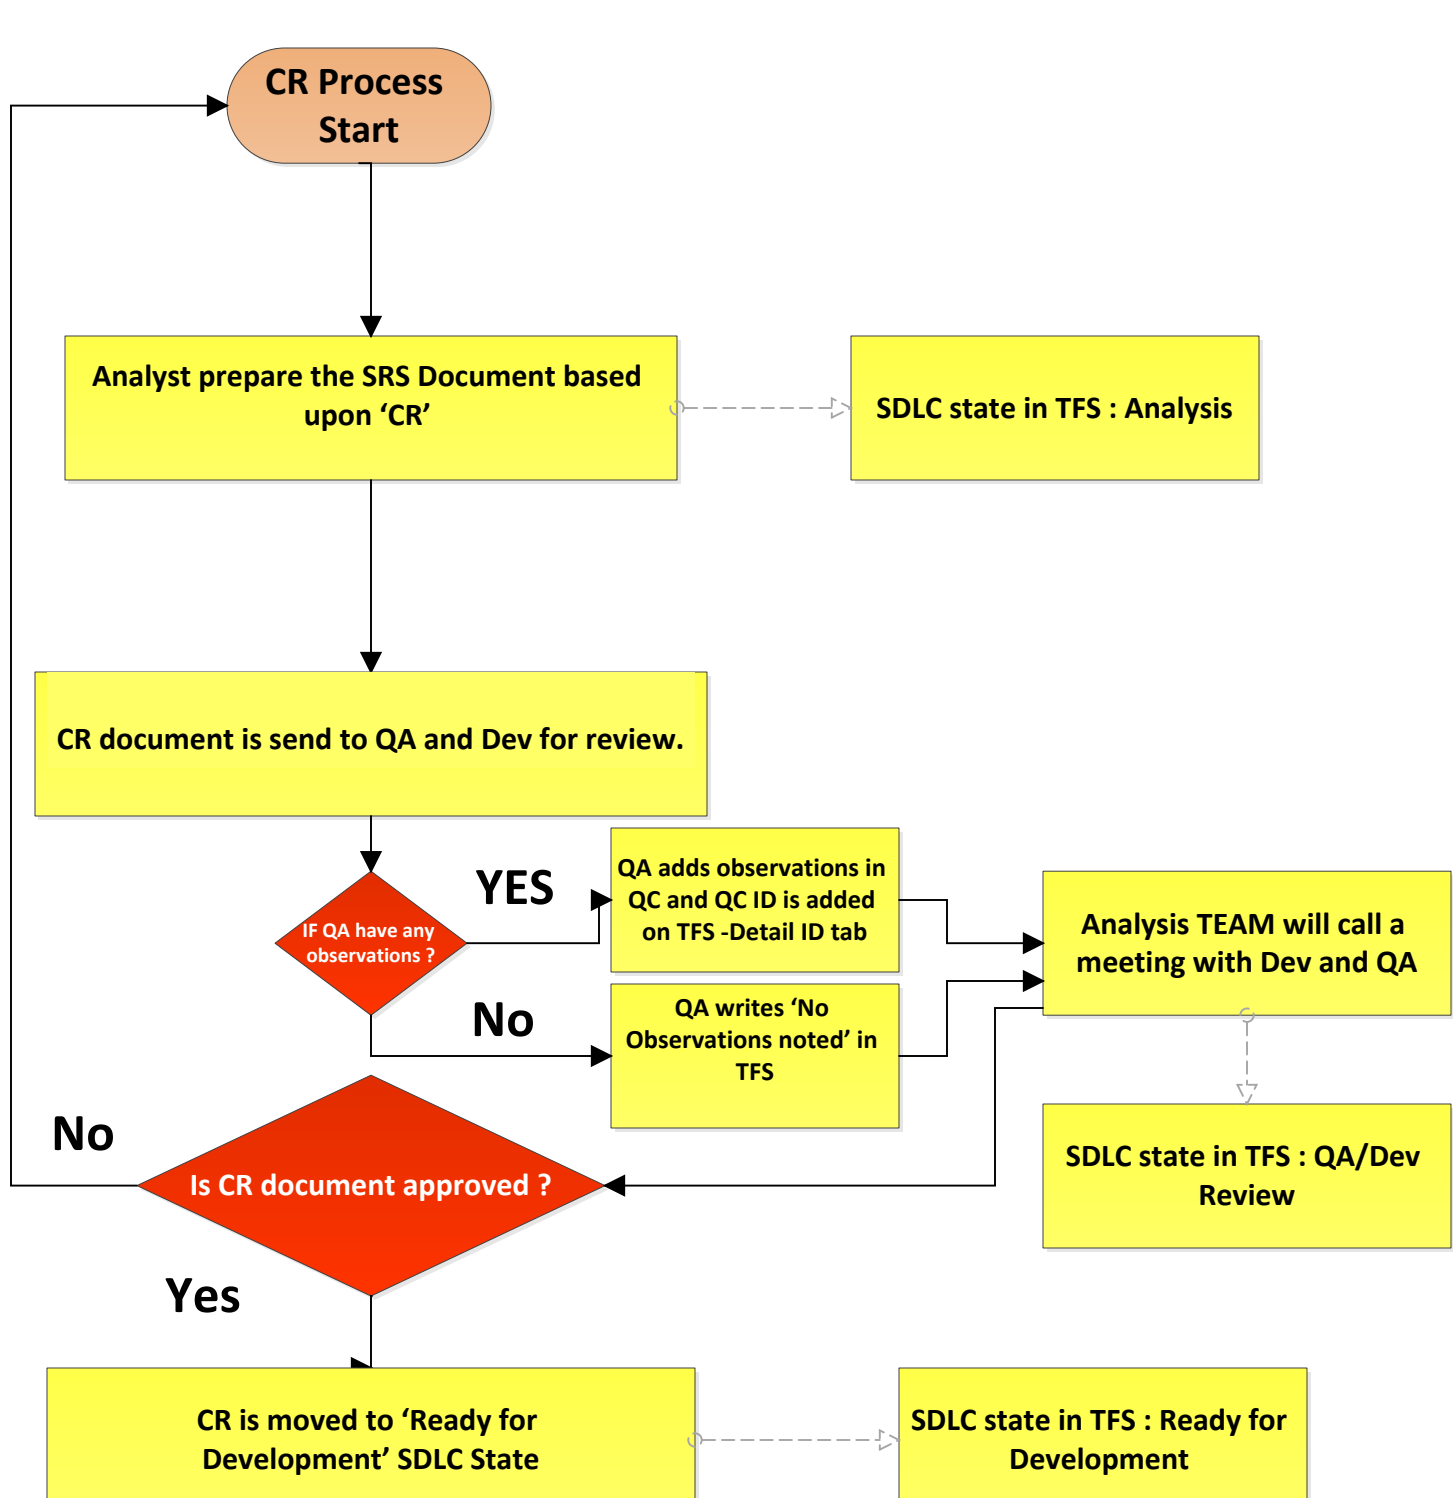 CR Process
Start
Analyst prepare the SRS Document based
upon ‘CR’
SDLC state in TFS : Analysis
CR document is send to QA and Dev for review.
IF QA have any
observations ?
YES
QA adds observations in
QC and QC ID is added
on TFS -Detail ID tab
Analysis TEAM will call a
meeting with Dev and QA
No
QA writes ‘No
Observations noted’ in
TFS
SDLC state in TFS : QA/Dev
Review
No
Is CR document approved ?
Yes
CR is moved to ‘Ready for
Development’ SDLC State
SDLC state in TFS : Ready for
Development